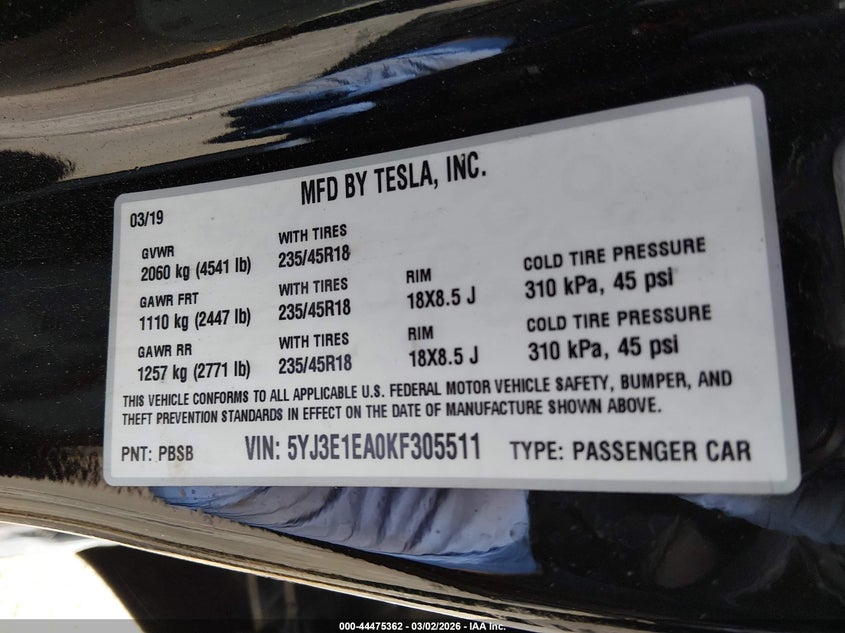 MFD BY TESLA, INC.
03/19
GVWR
2060 kg (4541 lb)
WITH TIRES
235/45R18
GAWR FRT
1110 kg (2447 lb)
WITH TIRES
235/45R18
RIM
18X8.5 J
COLD TIRE PRESSURE
310 kPa, 45 psi
GAWR RR
1257 kg (2771 lb)
WITH TIRES
235/45R18
RIM
18X8.5 J
COLD TIRE PRESSURE
310 kPa, 45 psi
THIS VEHICLE CONFORMS TO ALL APPLICABLE U.S. FEDERAL MOTOR VEHICLE SAFETY, BUMPER, AND
THEFT PREVENTION STANDARDS IN EFFECT ON THE DATE OF MANUFACTURE SHOWN ABOVE.
PNT: PBSB VIN: 5YJ3E1EA0KF305511 TYPE: PASSENGER CAR
000-44475362 - 03/02/2026 - IAA Inc.